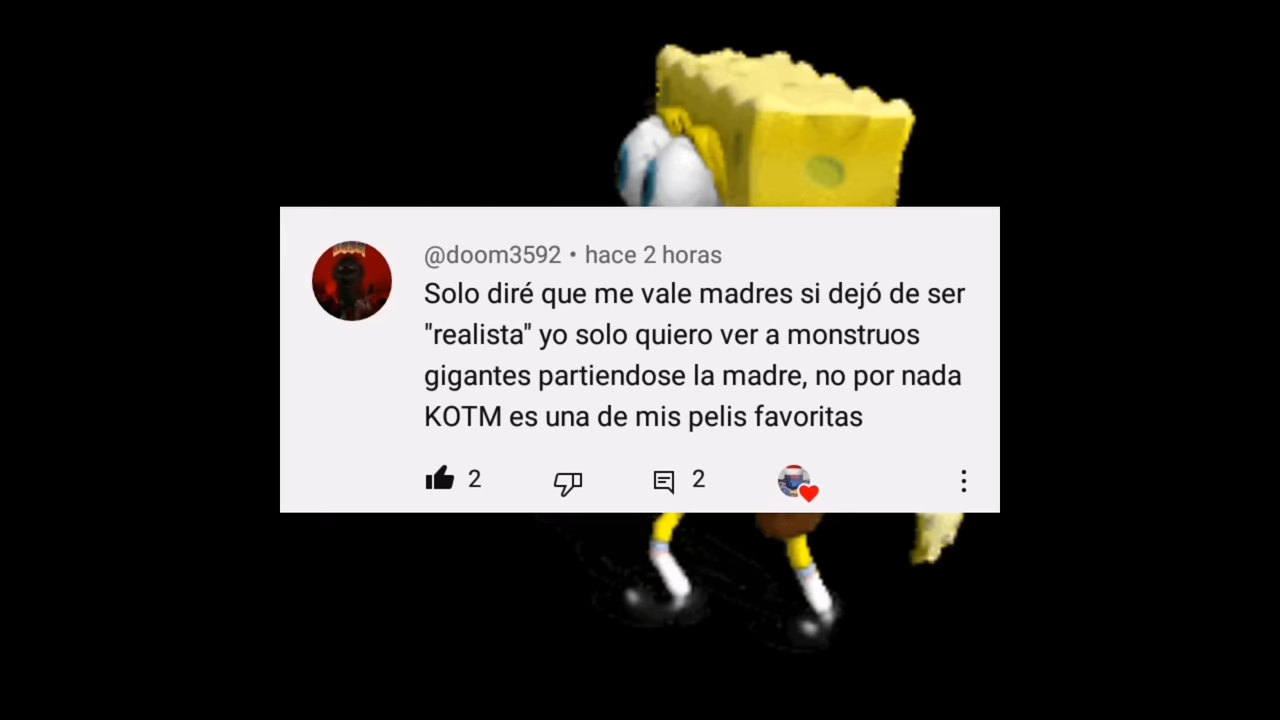 @doom3592 • hace 2 horas
Solo diré que me vale madres si dejó de ser
"realista" yo solo quiero ver a monstruos
gigantes partiendose la madre, no por nada
KOTM es una de mis pelis favoritas
2 2